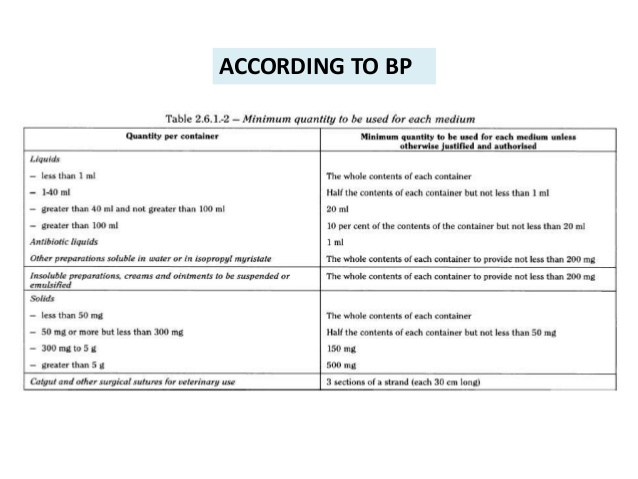 ACCORDING TO BP
Table 2.6.1.-2 – Minimum quantity to be used for each medium
Quantity per container
Minimum quantity to be used for each medium unless
otherwise justified and authorised
Liquids
– less than 1 ml
The whole contents of each container
– 1-40 ml
Half the contents of each container but not less than 1 ml
– greater than 40 ml and not greater than 100 ml
20 ml
– greater than 100 ml
10 per cent of the contents of the container but not less than 20 ml
Antibiotic liquids
1 ml
Other preparations soluble in water or in isopropyl myristate
The whole contents of each container to provide not less than 200 mg
Insoluble preparations, creams and ointments to be suspended or
emulsified
The whole contents of each container to provide not less than 200 mg
Solids
– less than 50 mg
The whole contents of each container
– 50 mg or more but less than 300 mg
Half the contents of each container but not less than 50 mg
– 300 mg to 5 g
150 mg
– greater than 5 g
500 mg
Catgut and other surgical sutures for veterinary use
3 sections of a strand (each 30 cm long)